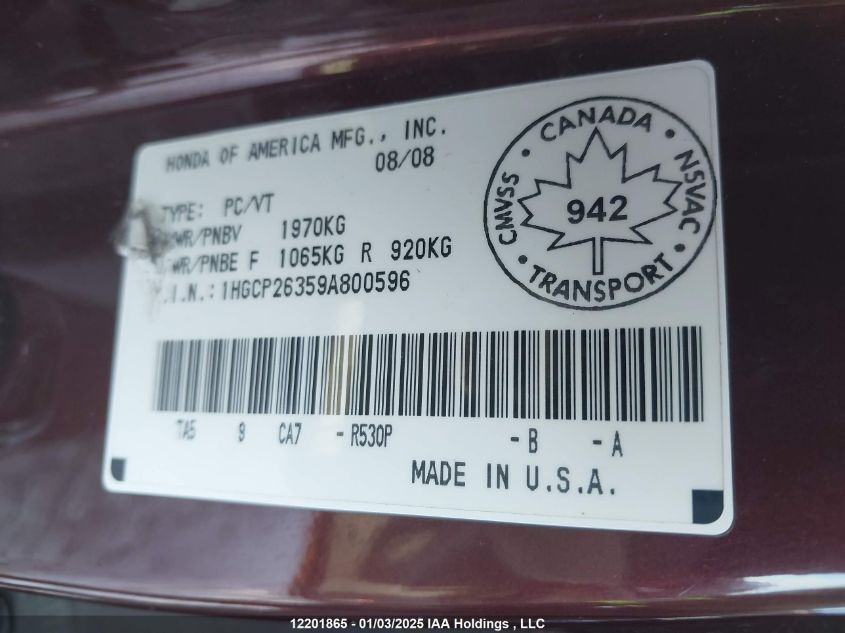 HONDA OF AMERICA MFG., INC.
08/08
TYPE: PC/VT
WR/PNBV 1970KG
WR/PNBE F 1065KG R 920KG
.I.N.: 1HGCP26359A800596
TA5 9 CA7 - R530P - B - A
MADE IN U.S.A.
CANADA
CMVSS 942 NSVAC
TRANSPORT
12201865 - 01/03/2025 IAA Holdings , LLC